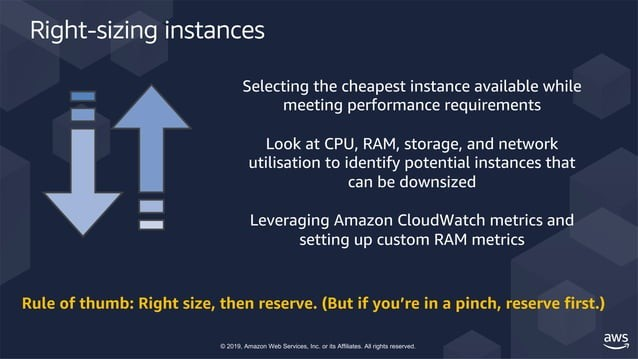 Right-sizing instances
Selecting the cheapest instance available while
meeting performance requirements
Look at CPU, RAM, storage, and network
utilisation to identify potential instances that
can be downsized
Leveraging Amazon CloudWatch metrics and
setting up custom RAM metrics
Rule of thumb: Right size, then reserve. (But if you’re in a pinch, reserve first.)
© 2019, Amazon Web Services, Inc. or its Affiliates. All rights reserved.
aws